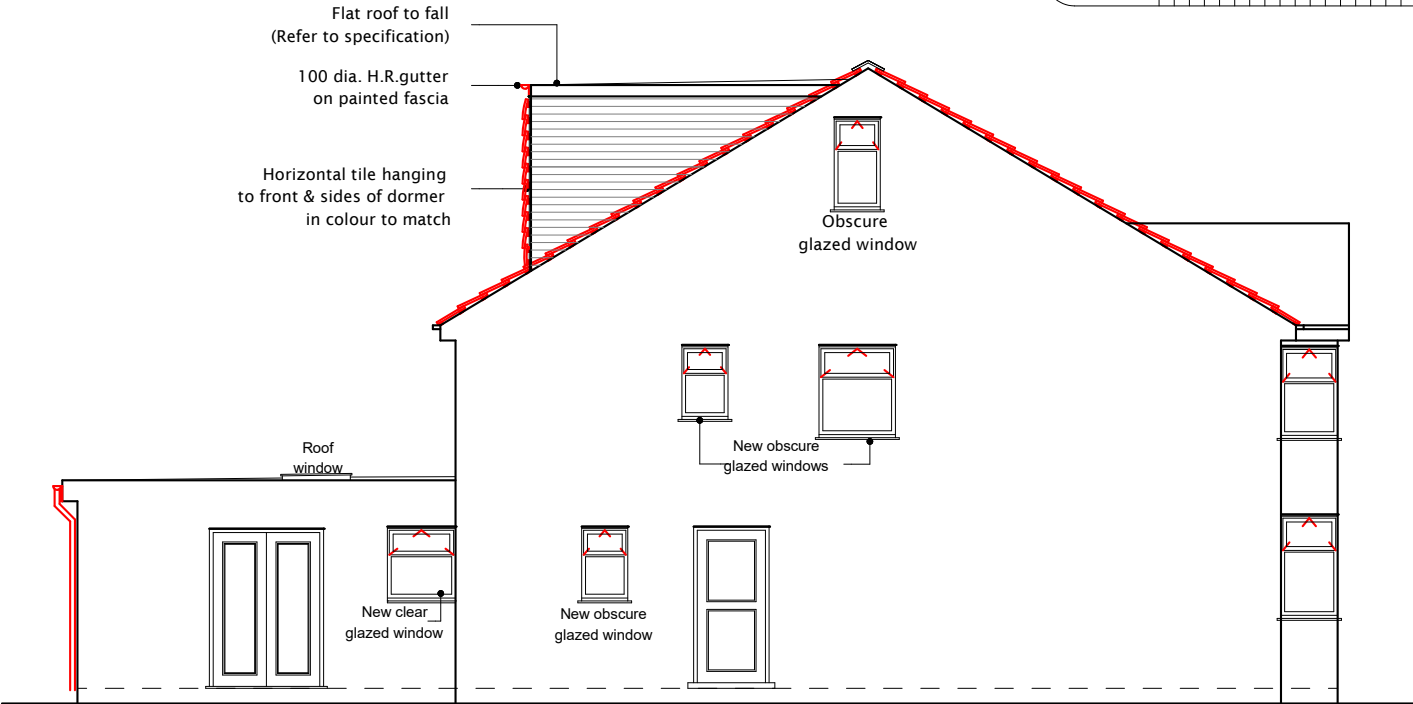 Flat roof to fall
(Refer to specification)
100 dia. H.R.gutter
on painted fascia
Horizontal tile hanging
to front & sides of dormer
in colour to match
Obscure
glazed window
New obscure
glazed windows
Roof
window
New clear
glazed window
New obscure
glazed window